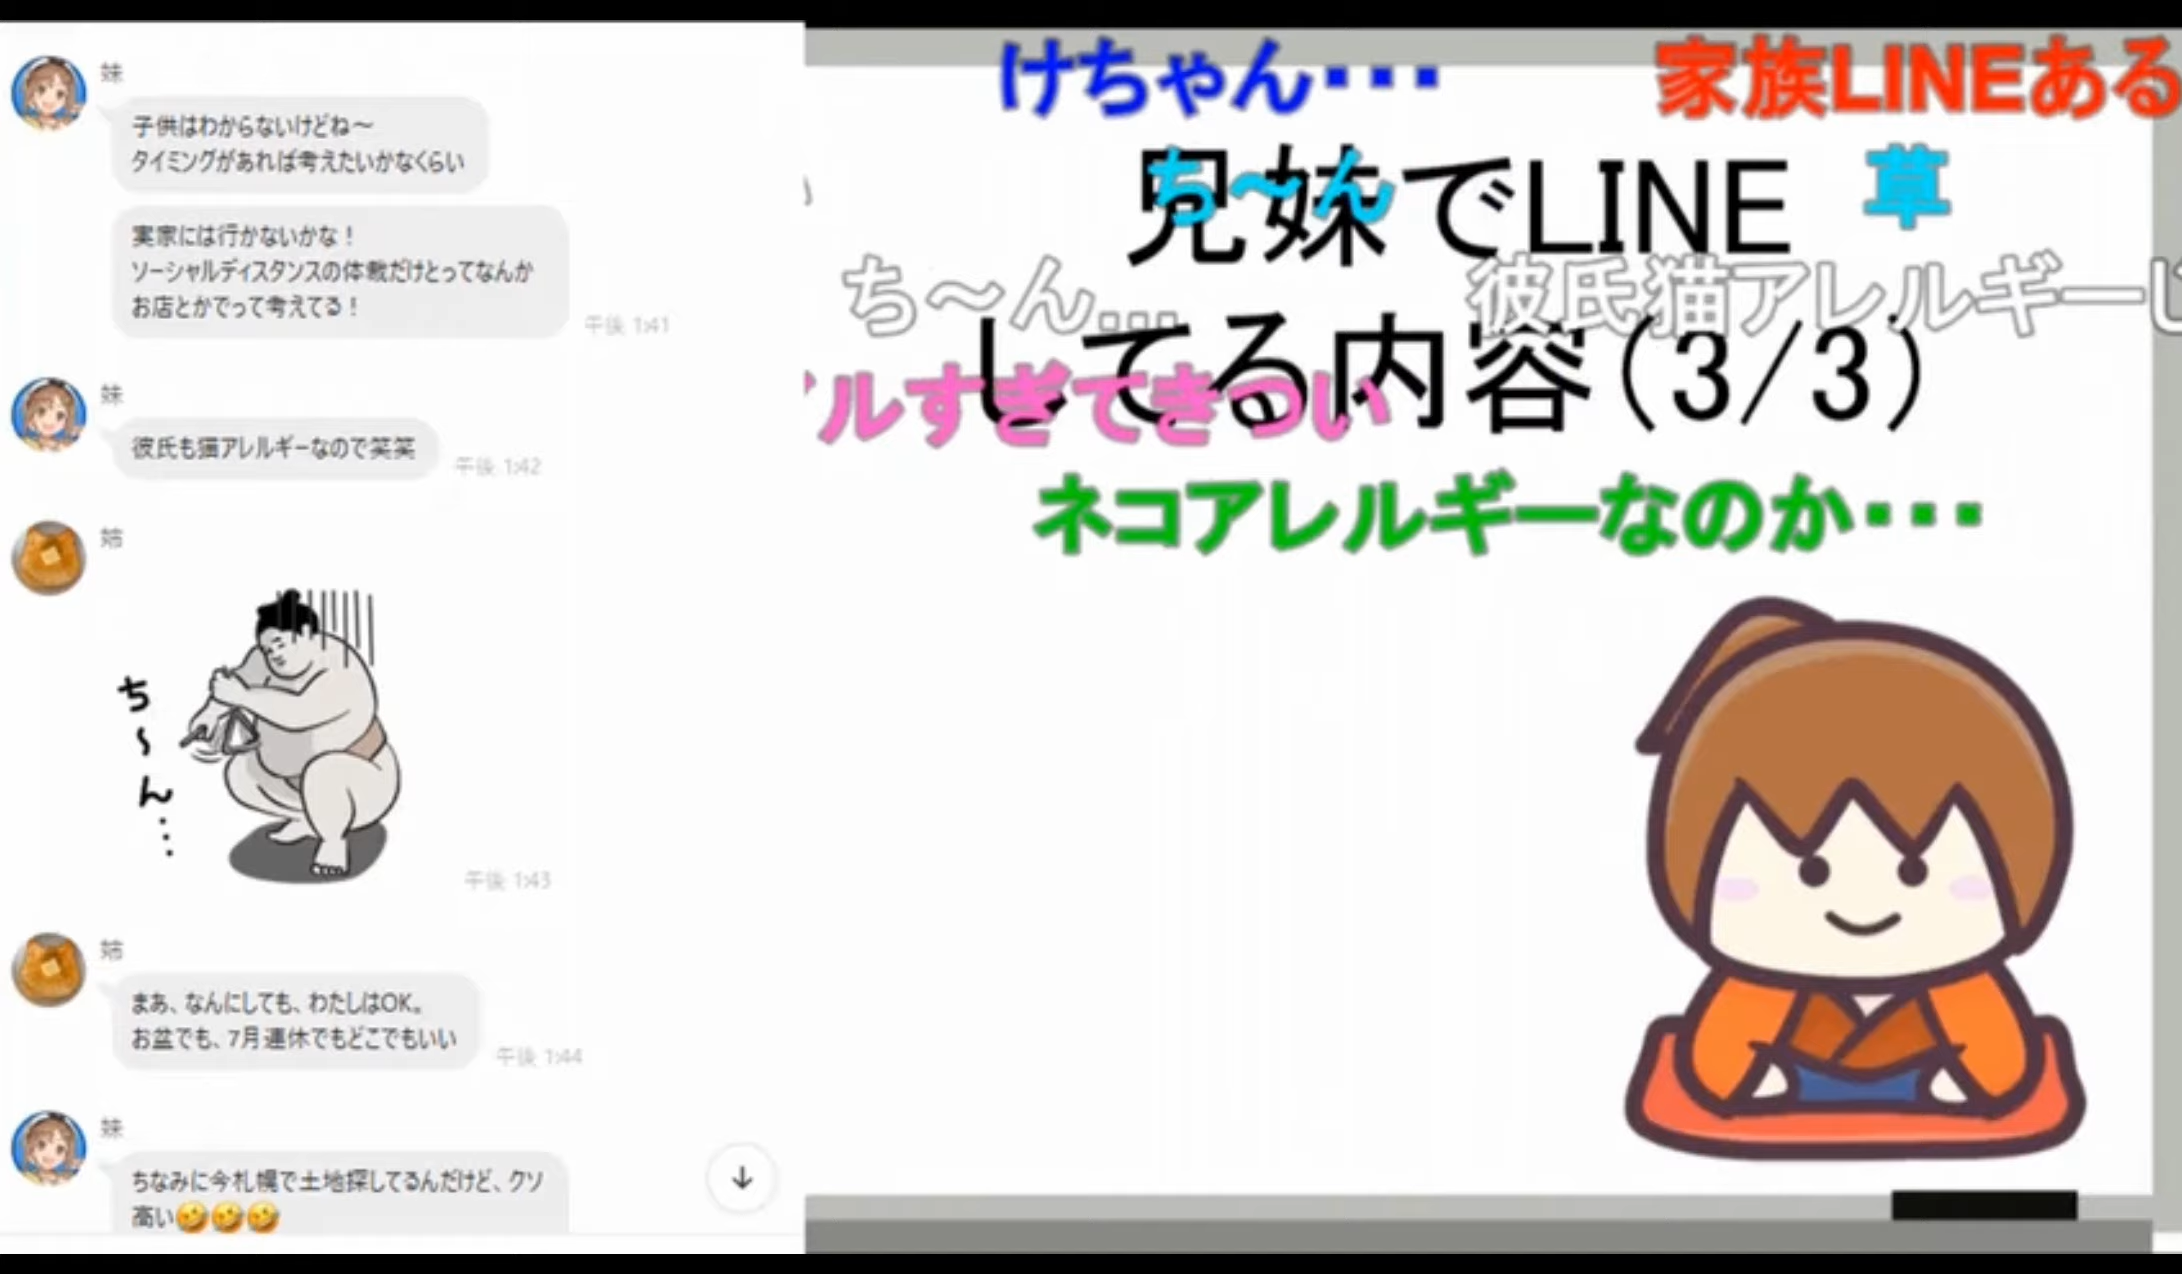 妹
子供はわからないけどね～
タイミングがあれば考えたいかなくらい
実家には行かないかな！
ソーシャルディスタンスの体裁だけとってなんか
お店とかでって考えてる！
午後 1:41
妹
彼氏も猫アレルギーなので笑笑
午後 1:42
姉
ち～ん…
午後 1:43
姉
まあ、なんにしても、わたしはOK。
お盆でも、7月連休でもどこでもいい
午後 1:44
妹
ちなみに今札幌で土地探してるんだけど、クソ
高い🤣🤣🤣
けちゃん・・・
家族LINEある
兄妹でLINE
ち～ん
草
ち～ん...
彼氏猫アレルギーし
してる内容(3/3)
ルすぎてきつい
ネコアレルギーなのか・・・